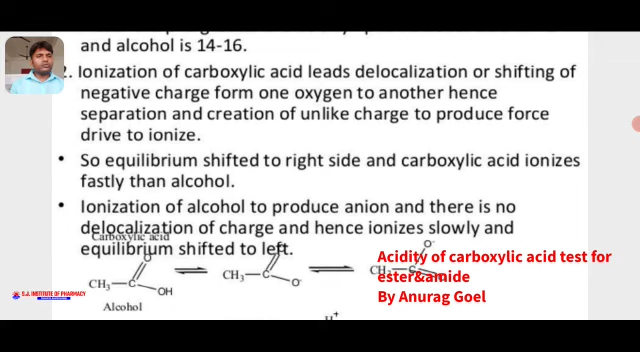 and alcohol is 14-16.
2. Ionization of carboxylic acid leads delocalization or shifting of
negative charge form one oxygen to another hence
separation and creation of unlike charge to produce force
drive to ionize.
• So equilibrium shifted to right side and carboxylic acid ionizes
fastly than alcohol.
• Ionization of alcohol to produce anion and there is no
delocalization of charge and hence ionizes slowly and
equilibrium shifted to left.
Carboxylic acid
O O O⁻
CH₃—C—OH CH₃—C—O⁻ CH₃—C
Alcohol
H⁺
Acidity of carboxylic acid test for
ester&amide
By Anurag Goel
INSTITUTE OF PHARMACY